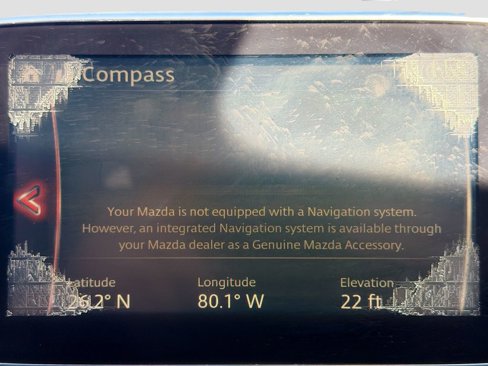 Compass
Your Mazda is not equipped with a Navigation system.
However, an integrated Navigation system is available through
your Mazda dealer as a Genuine Mazda Accessory.
Latitude Longitude Elevation
26.2° N 80.1° W 22 ft